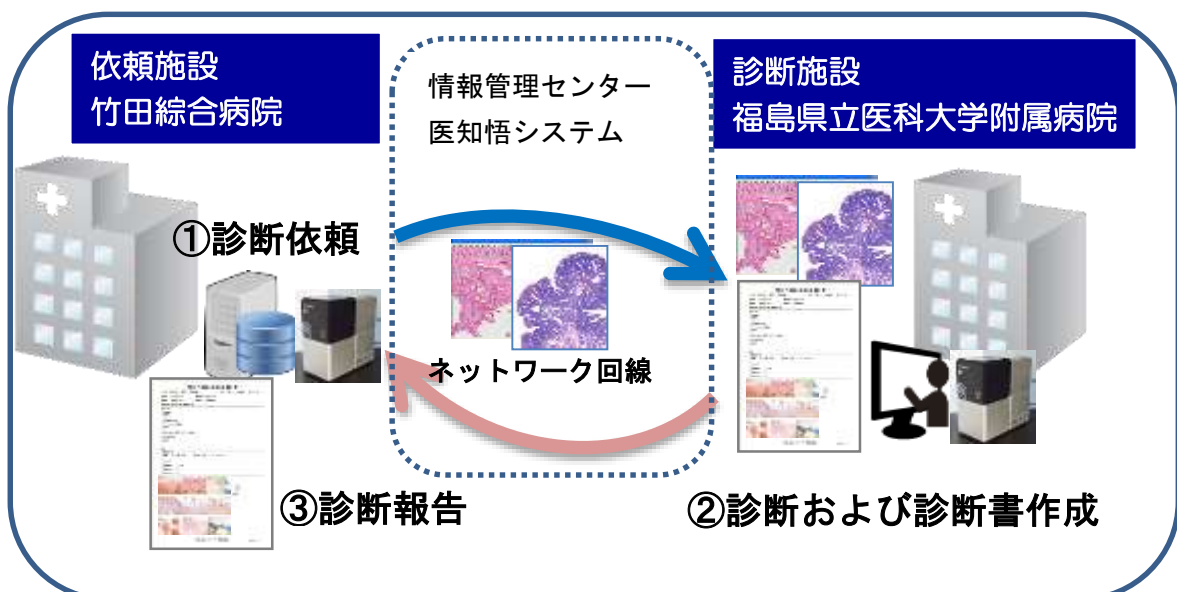 依頼施設
竹田綜合病院
情報管理センター
医知悟システム
診断施設
福島県立医科大学附属病院
①診断依頼
ネットワーク回線
③診断報告
②診断および診断書作成